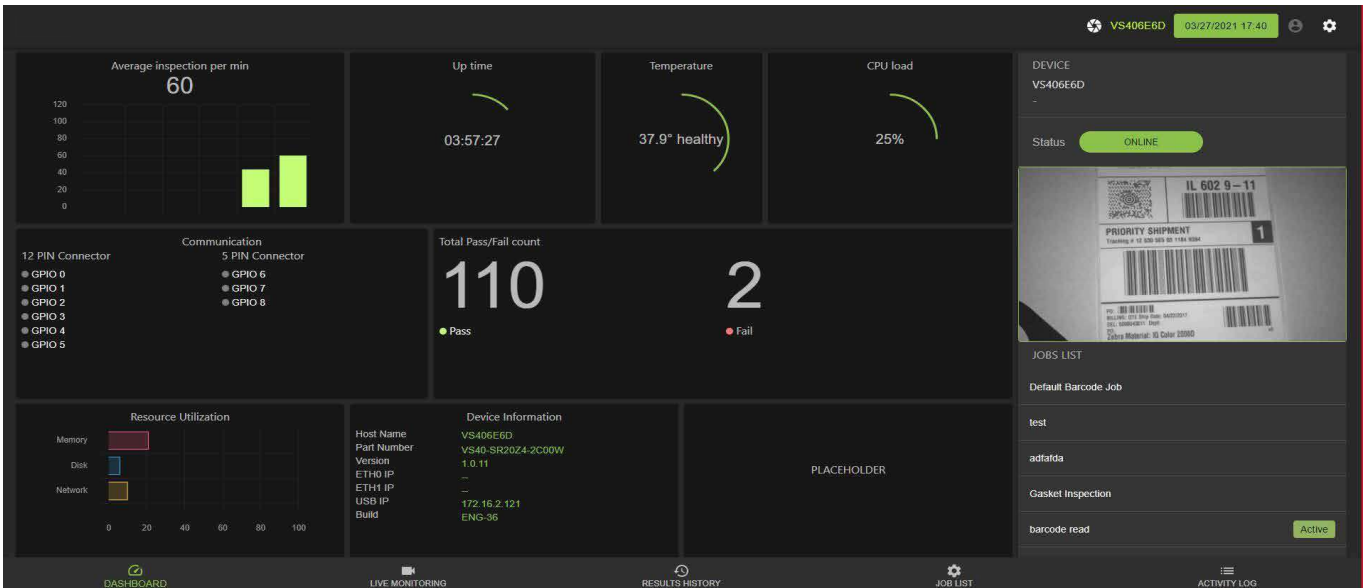 VS406E6D
03/27/2021 17:40
Average inspection per min
60
120
100
80
60
40
20
0
Up time
03:57:27
Temperature
37.9° healthy
CPU load
25%
DEVICE
VS406E6D
-
Status
ONLINE
IL 602 9-11
PRIORITY SHIPMENT
1
Zebra Material: IQ Color 2000D
Communication
12 PIN Connector
GPIO 0
GPIO 1
GPIO 2
GPIO 3
GPIO 4
GPIO 5
5 PIN Connector
GPIO 6
GPIO 7
GPIO 8
Total Pass/Fail count
110
Pass
2
Fail
JOBS LIST
Default Barcode Job
test
adfafda
Gasket Inspection
barcode read
Active
Resource Utilization
Memory
Disk
Network
0 20 40 60 80 100
Device Information
Host Name VS406E6D
Part Number VS40-SR20Z4-2C00W
Version 1.0.11
ETH0 IP --
ETH1 IP --
USB IP 172.16.2.121
Build ENG-36
PLACEHOLDER
DASHBOARD
LIVE MONITORING
RESULTS HISTORY
JOB LIST
ACTIVITY LOG